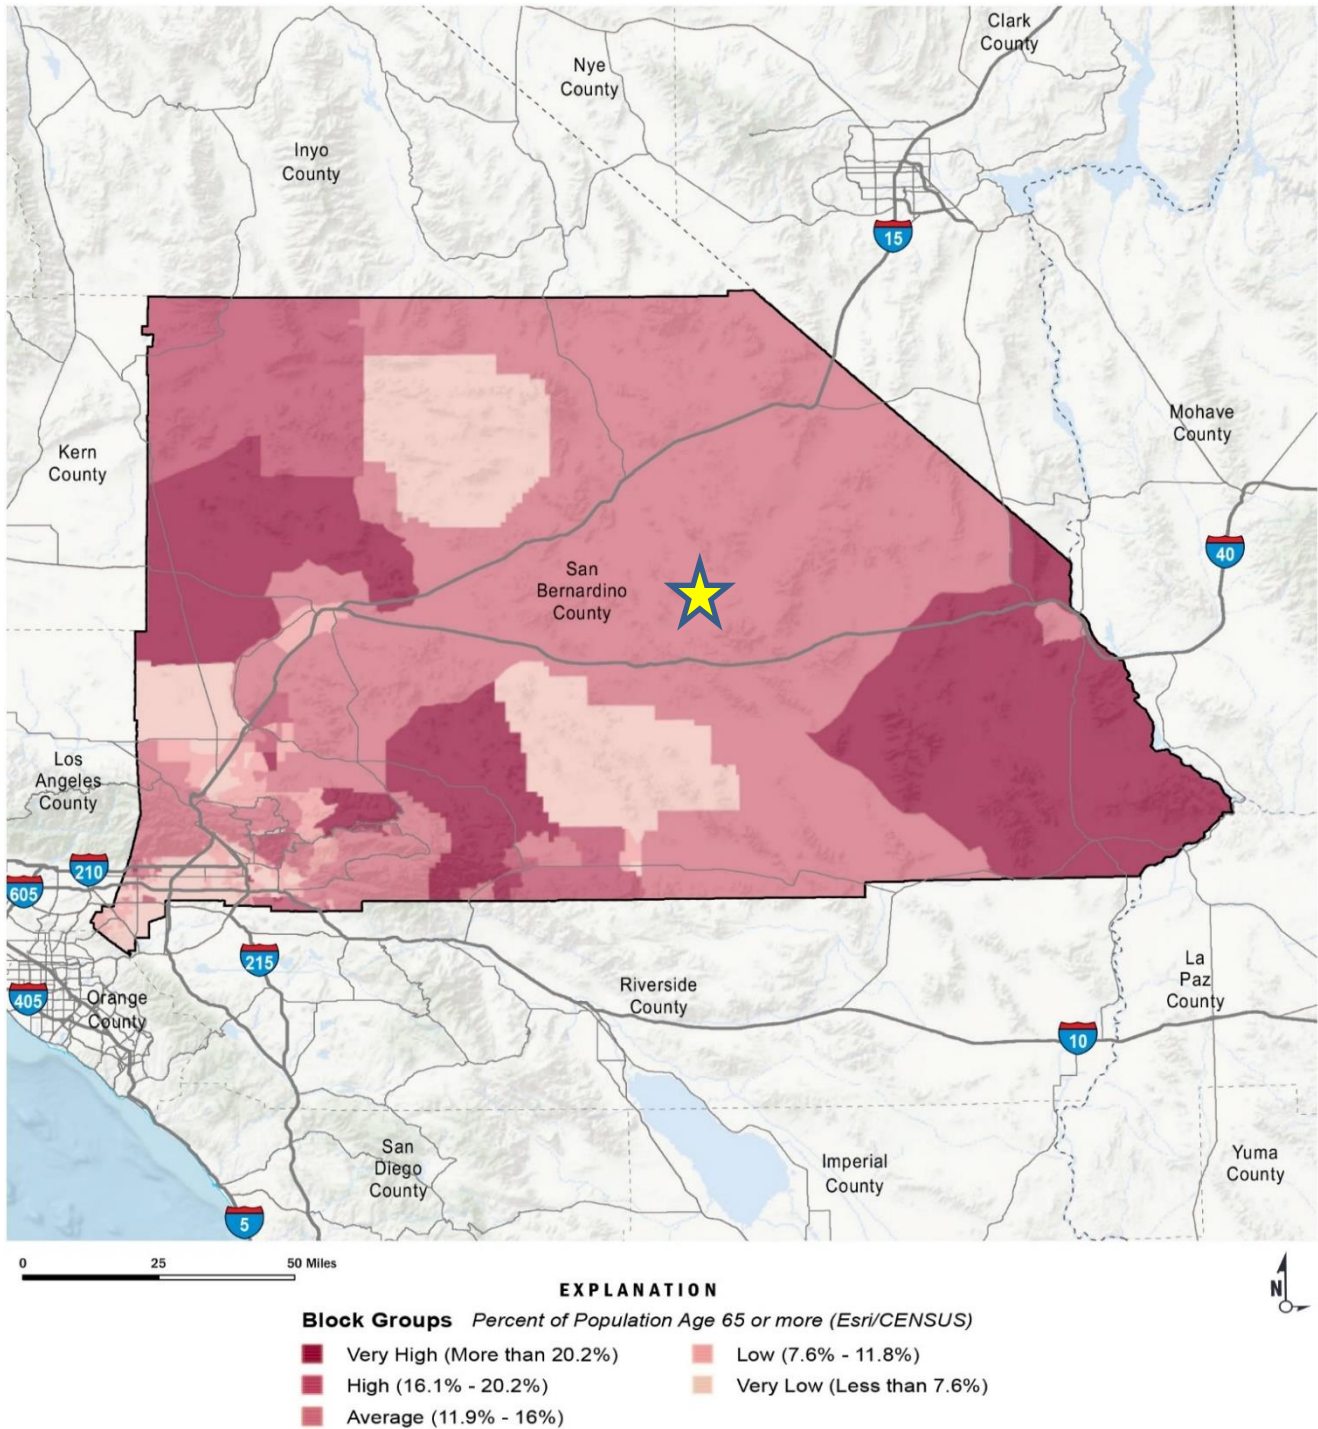 Clark
County
Nye
County
Inyo
County
15
Mohave
County
Kern
County
40
San
Bernardino
County
Los
Angeles
County
210
605
215
La
Paz
County
Riverside
County
405
Orange
County
10
San
Diego
County
Imperial
County
Yuma
County
5
0 25 50 Miles
N
EXPLANATION
Block Groups Percent of Population Age 65 or more (Esri/CENSUS)
Very High (More than 20.2%)
High (16.1% - 20.2%)
Average (11.9% - 16%)
Low (7.6% - 11.8%)
Very Low (Less than 7.6%)